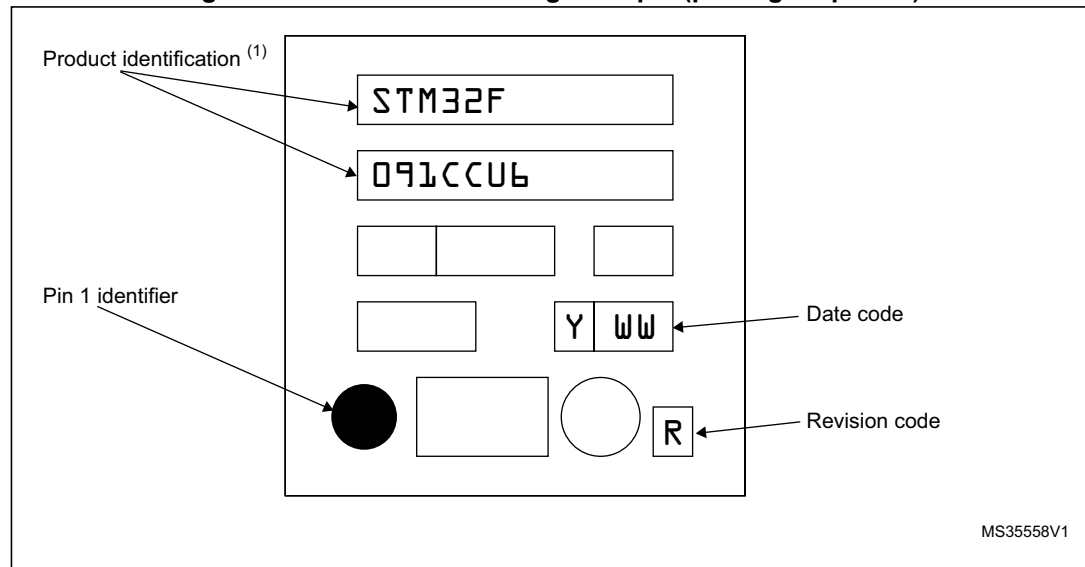 Product identification (1)
STM32F
091CCU6
Pin 1 identifier
Y WW
Date code
R
Revision code
MS35558V1